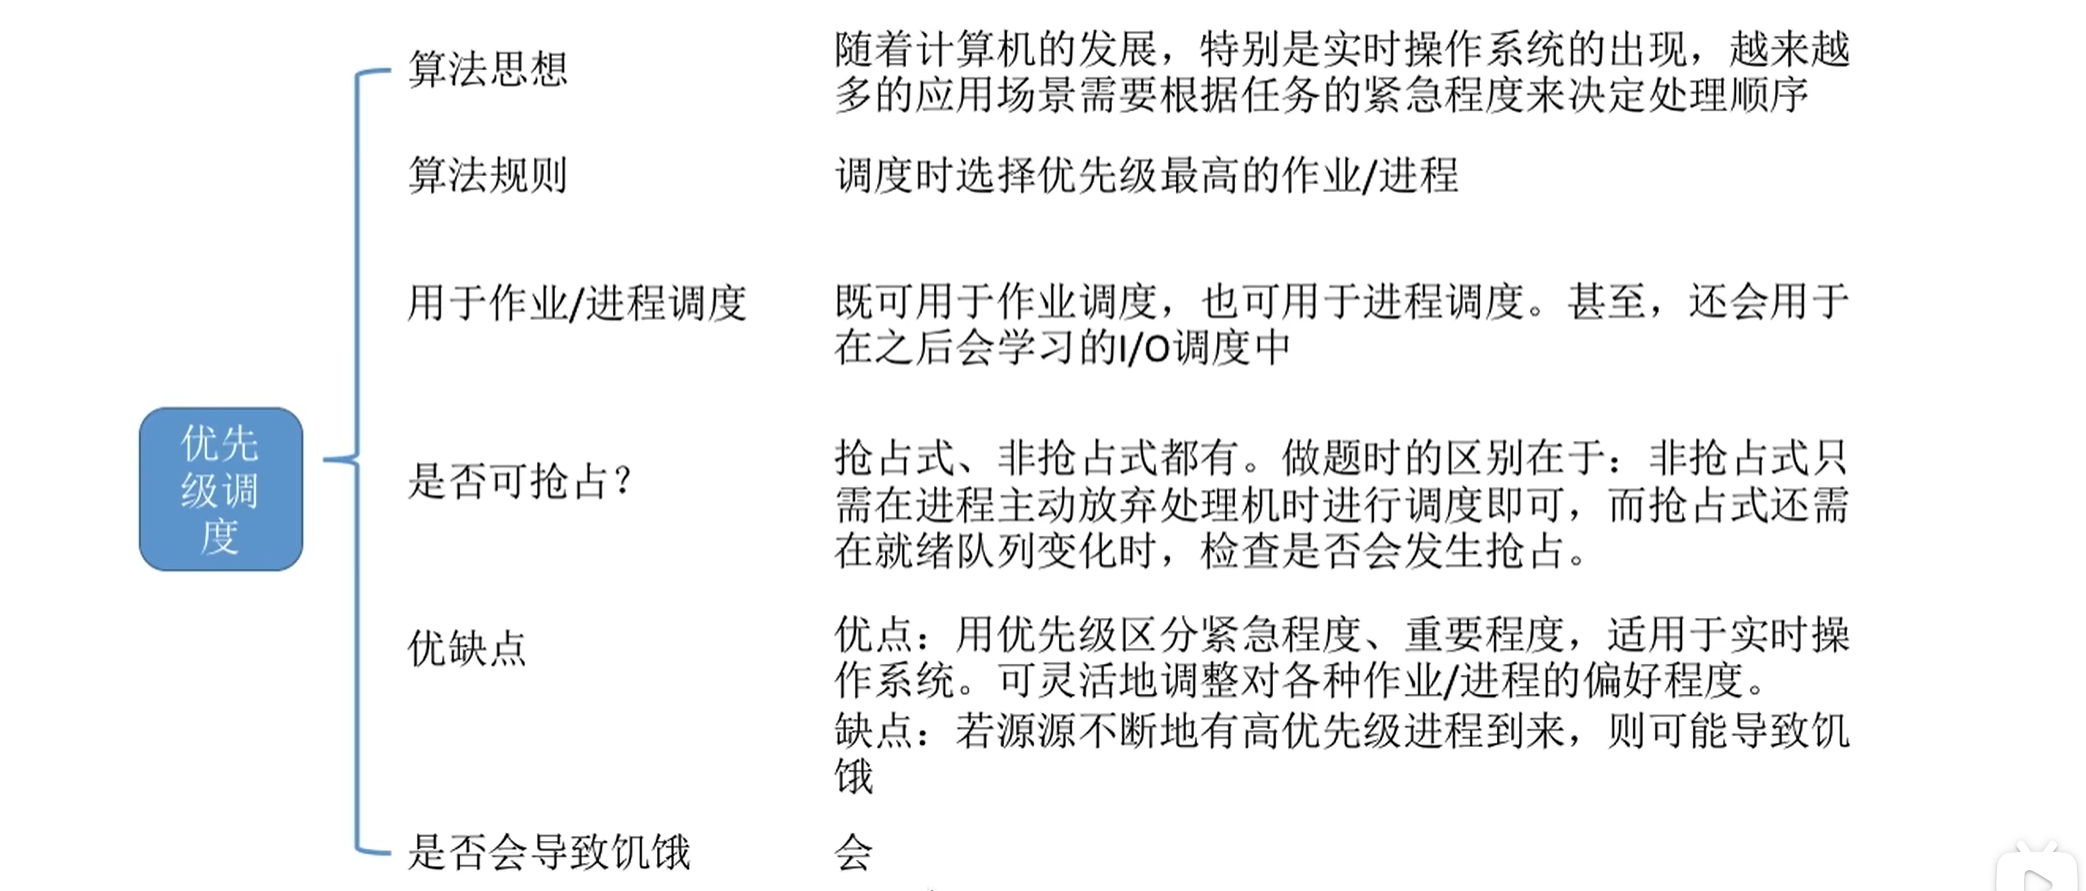 算法思想
随着计算机的发展，特别是实时操作系统的出现，越来越
多的应用场景需要根据任务的紧急程度来决定处理顺序
算法规则
调度时选择优先级最高的作业/进程
用于作业/进程调度
既可用于作业调度，也可用于进程调度。甚至，还会用于
在之后会学习的I/O调度中
优先
级调
度
是否可抢占？
抢占式、非抢占式都有。做题时的区别在于：非抢占式只
需在进程主动放弃处理机时进行调度即可，而抢占式还需
在就绪队列变化时，检查是否会发生抢占。
优缺点
优点：用优先级区分紧急程度、重要程度，适用于实时操
作系统。可灵活地调整对各种作业/进程的偏好程度。
缺点：若源源不断地有高优先级进程到来，则可能导致饥
饿
是否会导致饥饿
会